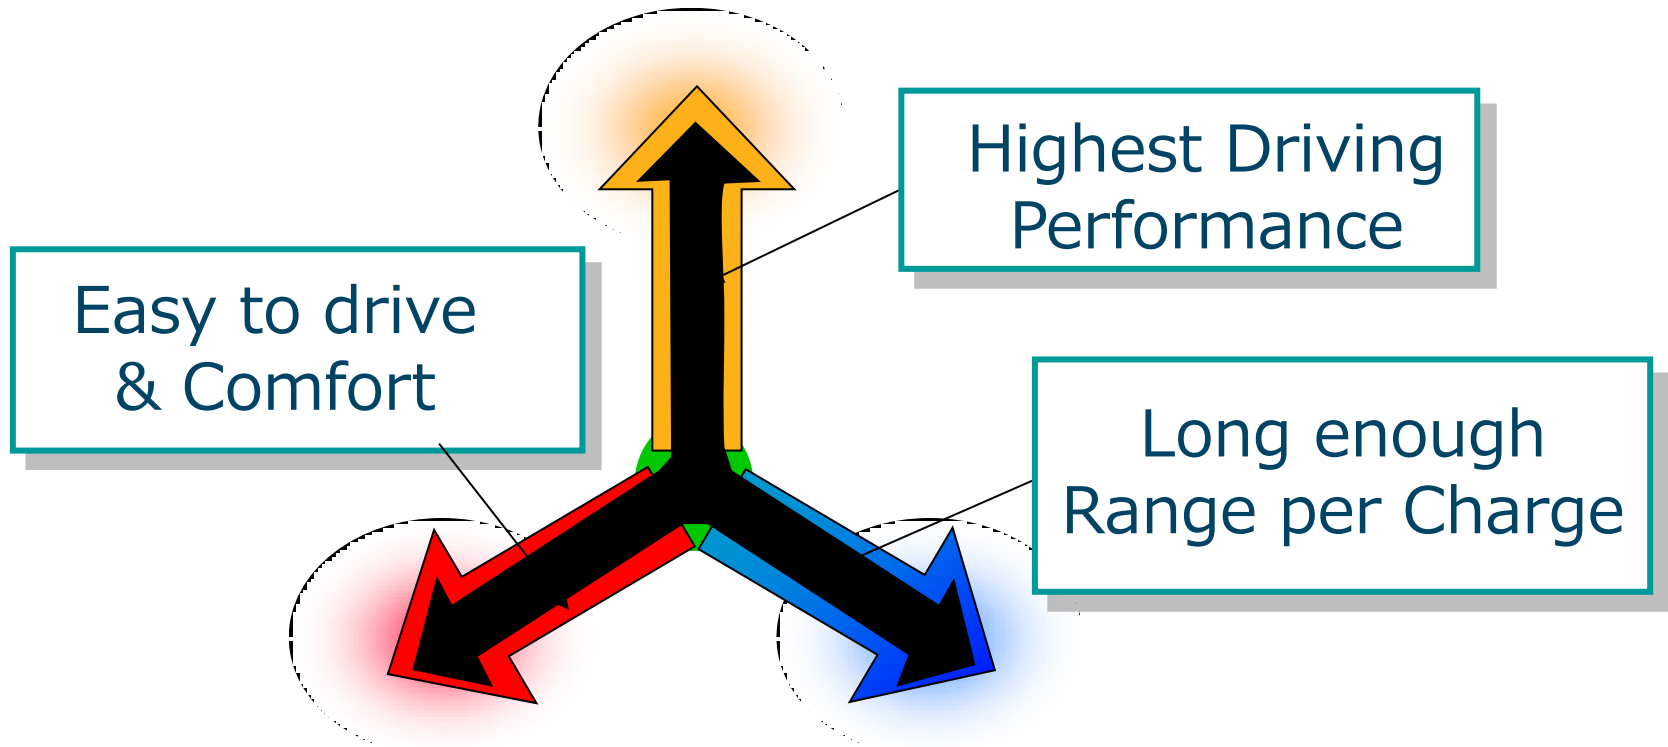 Highest Driving
Performance
Easy to drive
& Comfort
Long enough
Range per Charge